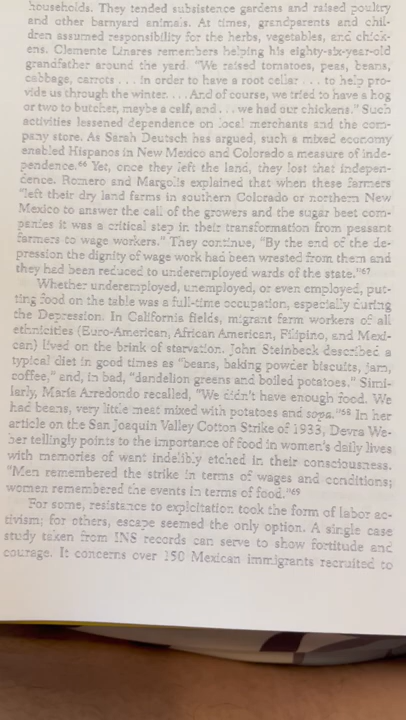 households. They tended subsistence gardens and raised poultry
and other barnyard animals. At times, grandparents and chil-
dren assumed responsibility for the herbs, vegetables, and chick-
ens. Clemente Linares remembers helping his eighty-six-year-old
grandfather around the yard. "We raised tomatoes, peas, beans,
cabbage, carrots . . . in order to have a root cellar . . . to help pro-
vide us through the winter. . . . And of course, we tried to have a hog
or two to butcher, maybe a calf, and . . . we had our chickens." Such
activities lessened dependence on local merchants and the com-
pany store. As Sarah Deutsch has argued, such a mixed economy
enabled Hispanos in New Mexico and Colorado a measure of inde-
pendence.⁶⁶ Yet, once they left the land, they lost that indepen-
dence. Romero and Margolis explained that when these farmers
"left their dry land farms in southern Colorado or northern New
Mexico to answer the call of the growers and the sugar beet com-
panies it was a critical step in their transformation from peasant
farmers to wage workers." They continue, "By the end of the de-
pression the dignity of wage work had been wrested from them and
they had been reduced to underemployed wards of the state."⁶⁷
Whether underemployed, unemployed, or even employed, put-
ting food on the table was a full-time occupation, especially during
the Depression. In California fields, migrant farm workers of all
ethnicities (Euro-American, African American, Filipino, and Mexi-
can) lived on the brink of starvation. John Steinbeck described a
typical diet in good times as "beans, baking powder biscuits, jam,
coffee," and, in bad, "dandelion greens and boiled potatoes." Simi-
larly, María Arredondo recalled, "We didn't have enough food. We
had beans, very little meat mixed with potatoes and sopa."⁶⁸ In her
article on the San Joaquin Valley Cotton Strike of 1933, Devra We-
ber tellingly points to the importance of food in women's daily lives
with memories of want indelibly etched in their consciousness.
"Men remembered the strike in terms of wages and conditions;
women remembered the events in terms of food."⁶⁹
For some, resistance to exploitation took the form of labor ac-
tivism; for others, escape seemed the only option. A single case
study taken from INS records can serve to show fortitude and
courage. It concerns over 150 Mexican immigrants recruited to